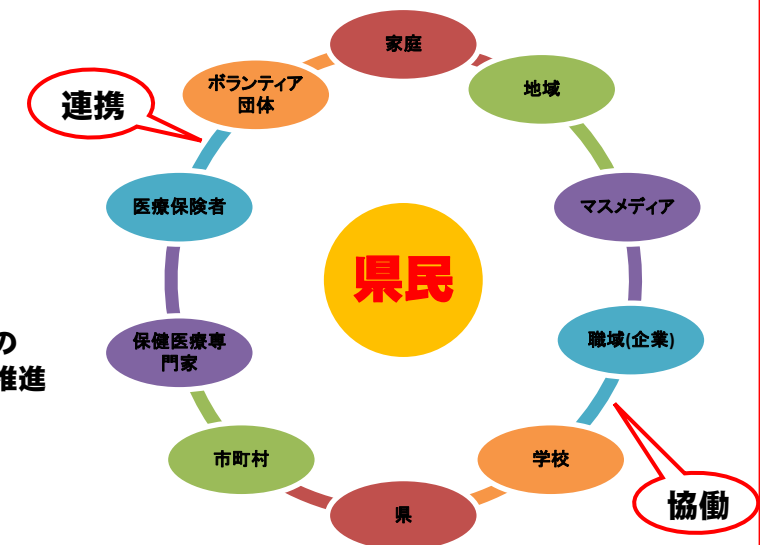 家庭
ボランティア
団体
地域
連携
医療保険者
マスメディア
県民
の
推進
保健医療専
門家
職域(企業)
市町村
学校
県
協働